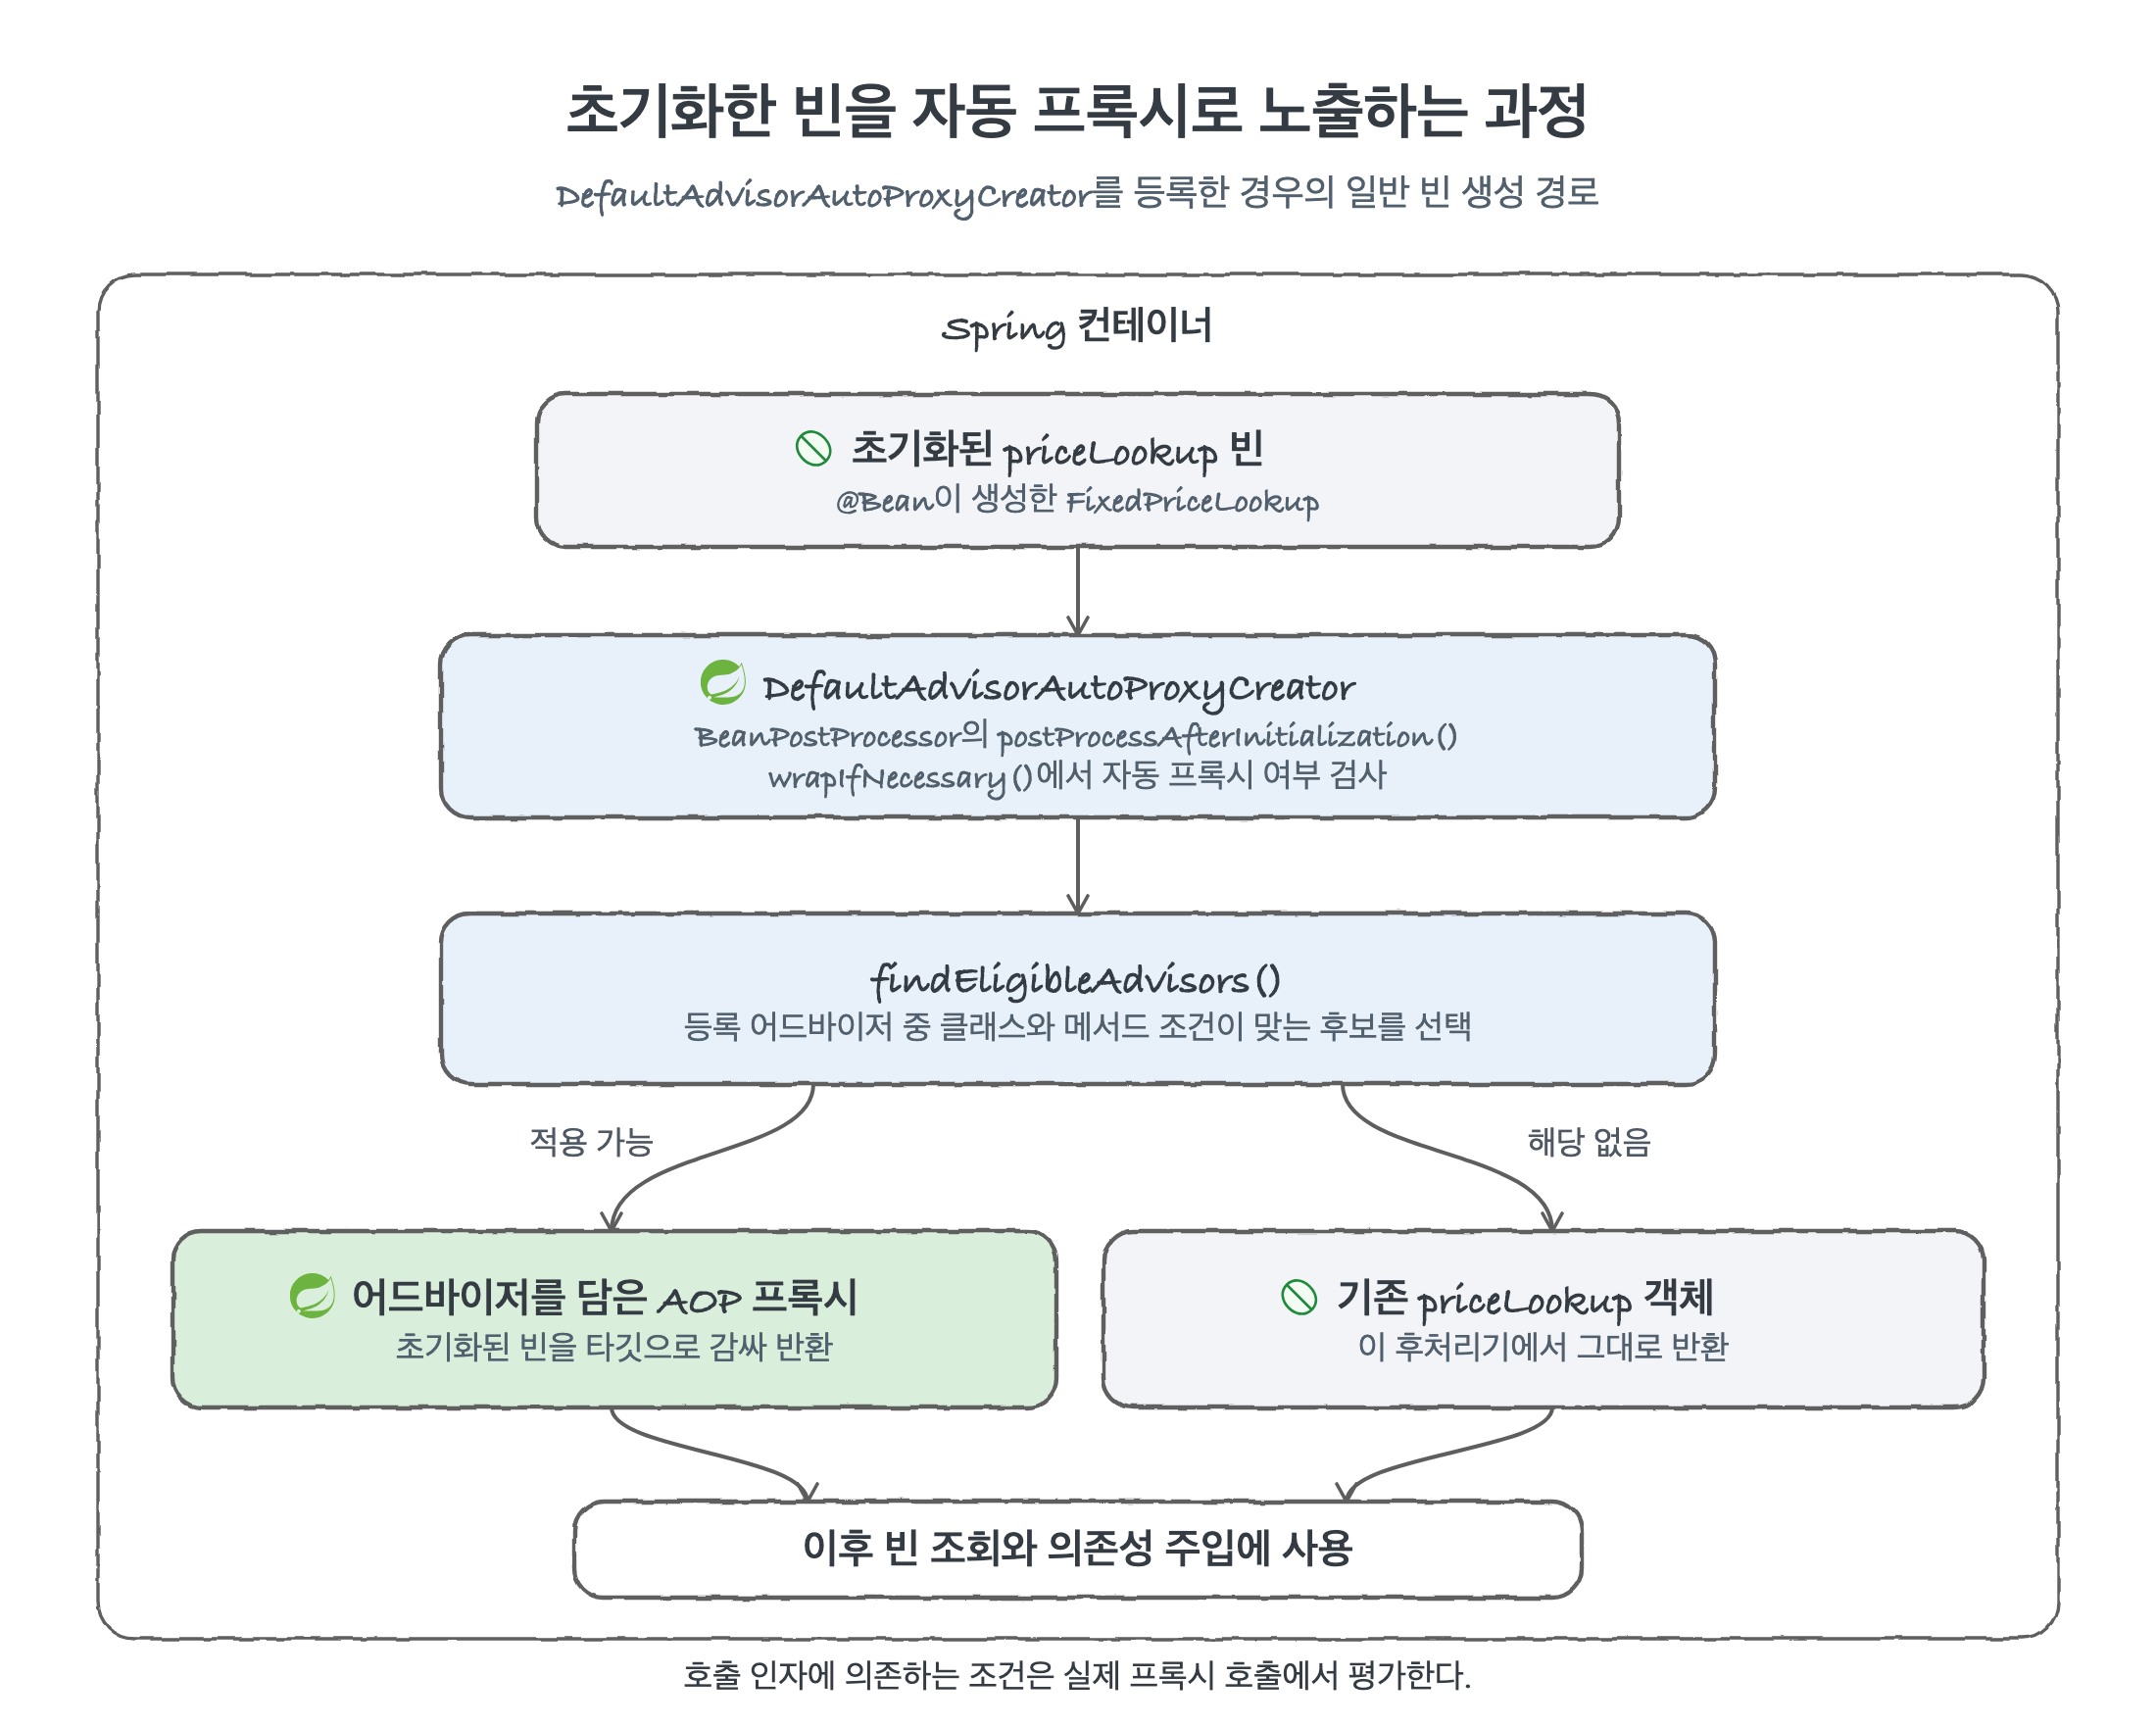 초기화한 빈을 자동 프록시로 노출하는 과정
DefaultAdvisorAutoProxyCreator를 등록한 경우의 일반 빈 생성 경로
Spring 컨테이너
초기화된 priceLookup 빈
@Bean이 생성한 FixedPriceLookup
DefaultAdvisorAutoProxyCreator
BeanPostProcessor의 postProcessAfterInitialization()
wrapIfNecessary()에서 자동 프록시 여부 검사
findEligibleAdvisors()
등록 어드바이저 중 클래스와 메서드 조건이 맞는 후보를 선택
적용 가능
해당 없음
어드바이저를 담은 AOP 프록시
초기화된 빈을 타깃으로 감싸 반환
기존 priceLookup 객체
이 후처리기에서 그대로 반환
이후 빈 조회와 의존성 주입에 사용
호출 인자에 의존하는 조건은 실제 프록시 호출에서 평가한다.